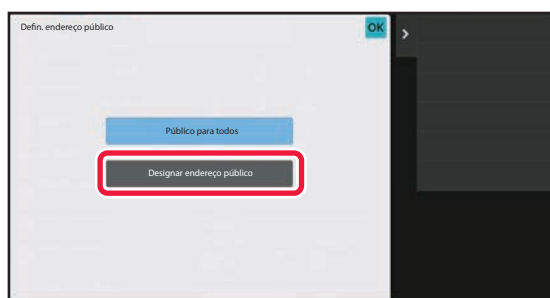 Defin. endereço público
OK
Público para todos
Designar endereço público